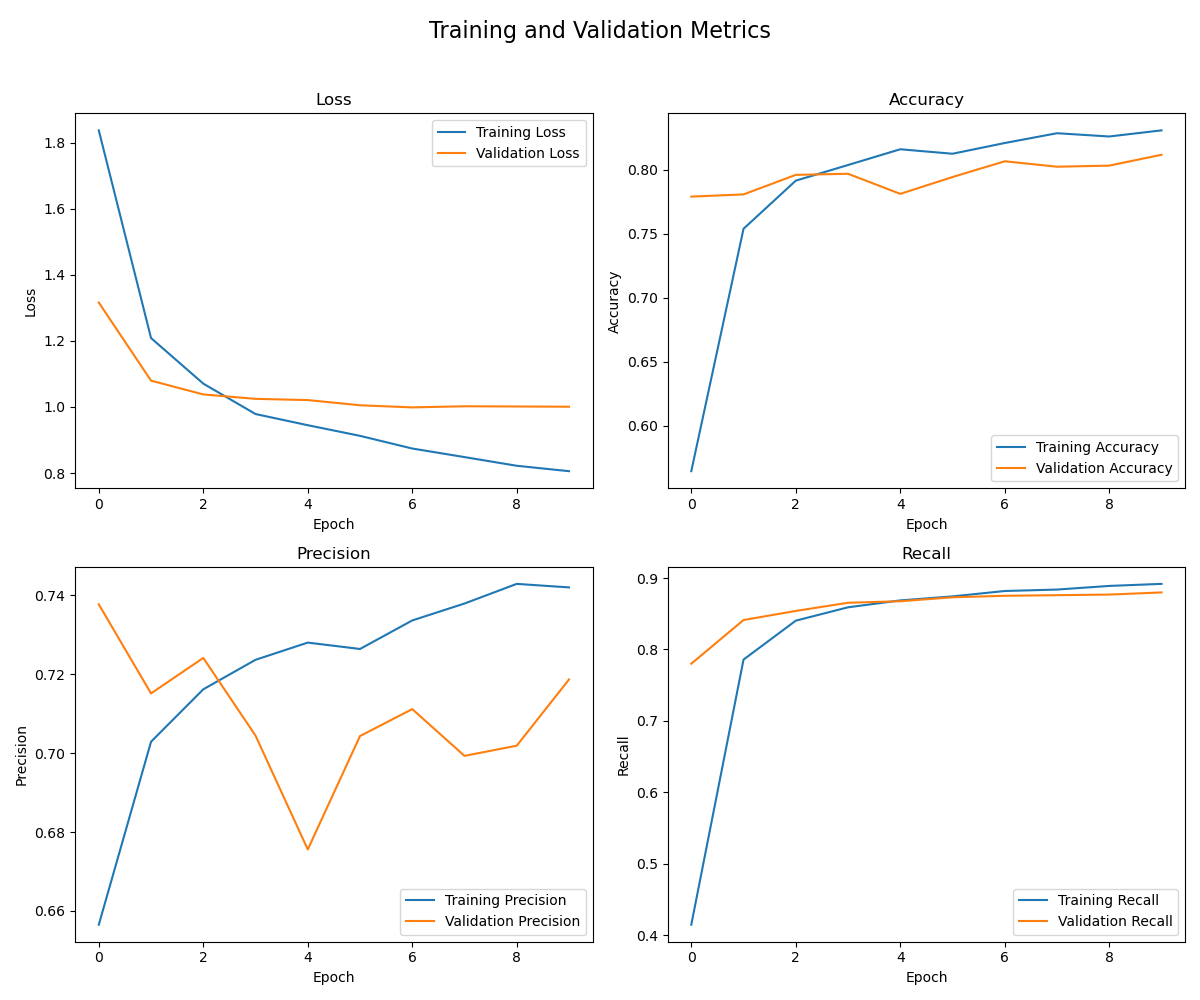 Training and Validation Metrics
Loss
Training Loss
Validation Loss
1.8
1.6
1.4
1.2
1.0
0.8
Loss
0 2 4 6 8
Epoch
Accuracy
0.80
0.75
0.70
0.65
0.60
Accuracy
Training Accuracy
Validation Accuracy
0 2 4 6 8
Epoch
Precision
0.74
0.72
0.70
0.68
0.66
Precision
Training Precision
Validation Precision
0 2 4 6 8
Epoch
Recall
0.9
0.8
0.7
0.6
0.5
0.4
Recall
Training Recall
Validation Recall
0 2 4 6 8
Epoch